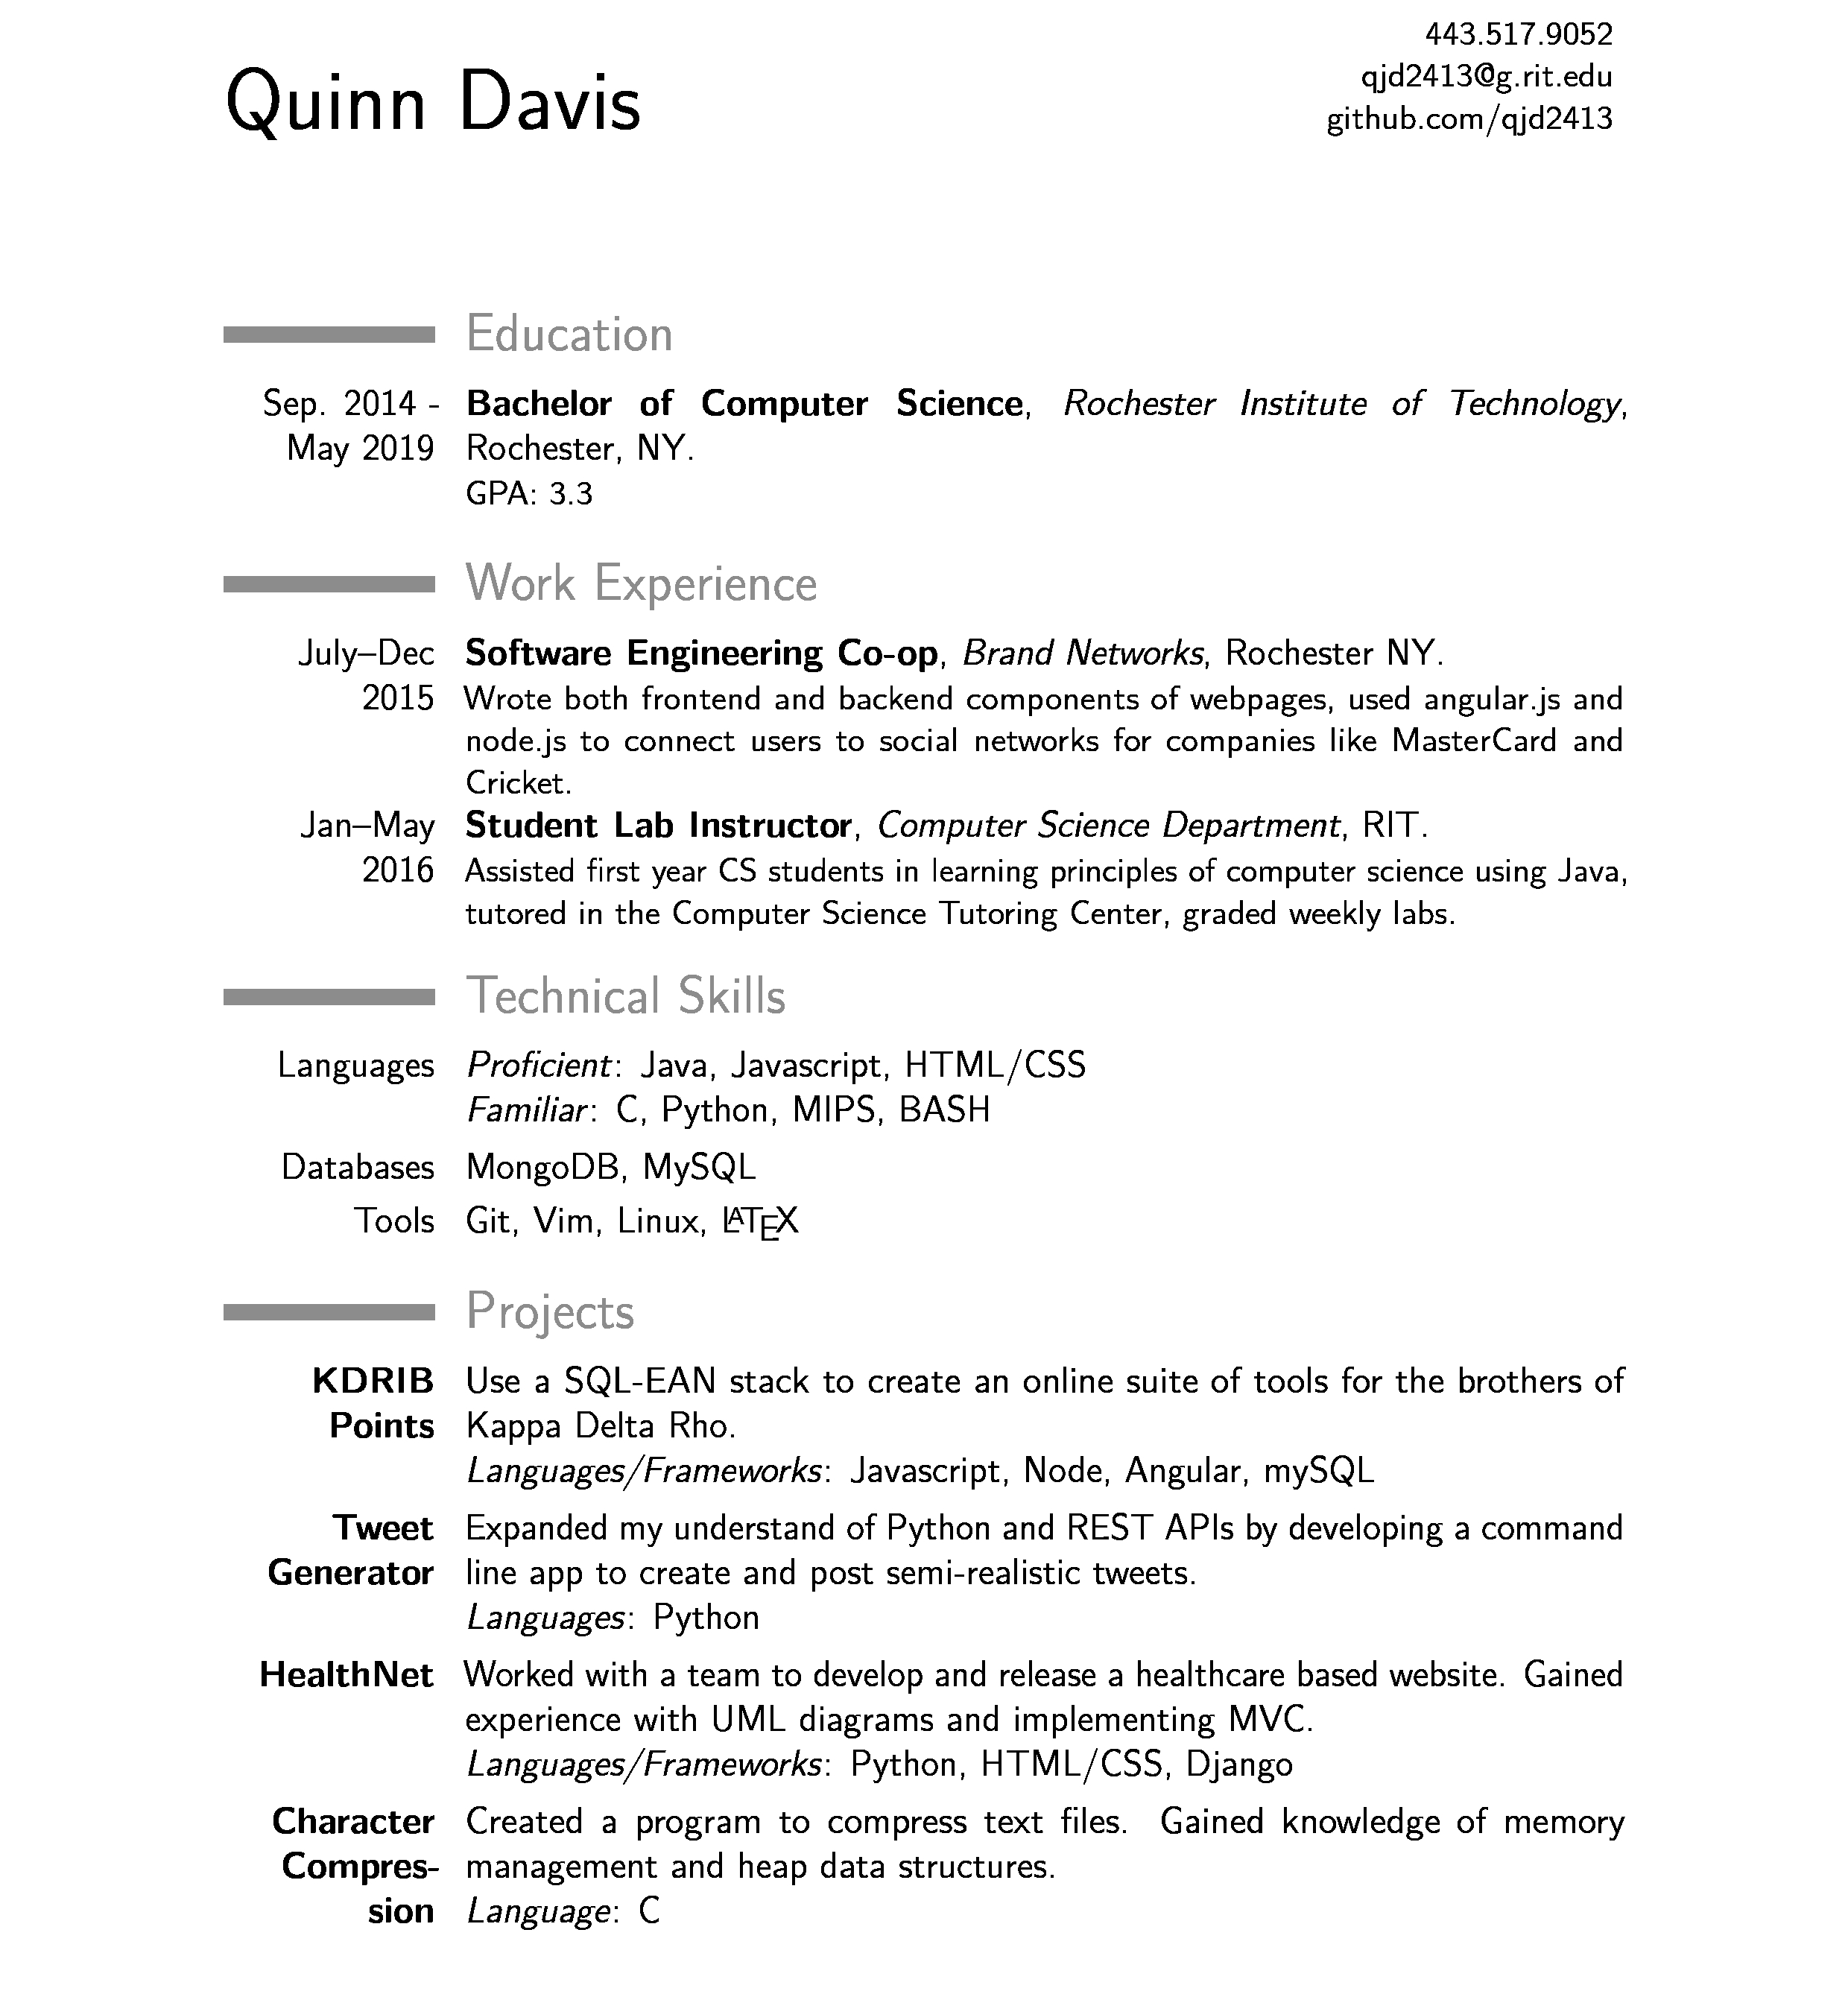 443.517.9052
Quinn Davis
qjd2413@g.rit.edu
github.com/qjd2413
Education
Sep. 2014 - Bachelor of Computer Science, Rochester Institute of Technology,
May 2019 Rochester, NY.
GPA: 3.3
Work Experience
July–Dec Software Engineering Co-op, Brand Networks, Rochester NY.
2015 Wrote both frontend and backend components of webpages, used angular.js and
node.js to connect users to social networks for companies like MasterCard and
Cricket.
Jan–May Student Lab Instructor, Computer Science Department, RIT.
2016 Assisted first year CS students in learning principles of computer science using Java,
tutored in the Computer Science Tutoring Center, graded weekly labs.
Technical Skills
Languages Proficient: Java, Javascript, HTML/CSS
Familiar: C, Python, MIPS, BASH
Databases MongoDB, MySQL
Tools Git, Vim, Linux, LATEX
Projects
KDRIB Use a SQL-EAN stack to create an online suite of tools for the brothers of
Points Kappa Delta Rho.
Languages/Frameworks: Javascript, Node, Angular, mySQL
Tweet Expanded my understand of Python and REST APIs by developing a command
Generator line app to create and post semi-realistic tweets.
Languages: Python
HealthNet Worked with a team to develop and release a healthcare based website. Gained
experience with UML diagrams and implementing MVC.
Languages/Frameworks: Python, HTML/CSS, Django
Character Created a program to compress text files. Gained knowledge of memory
Compres- management and heap data structures.
sion Language: C